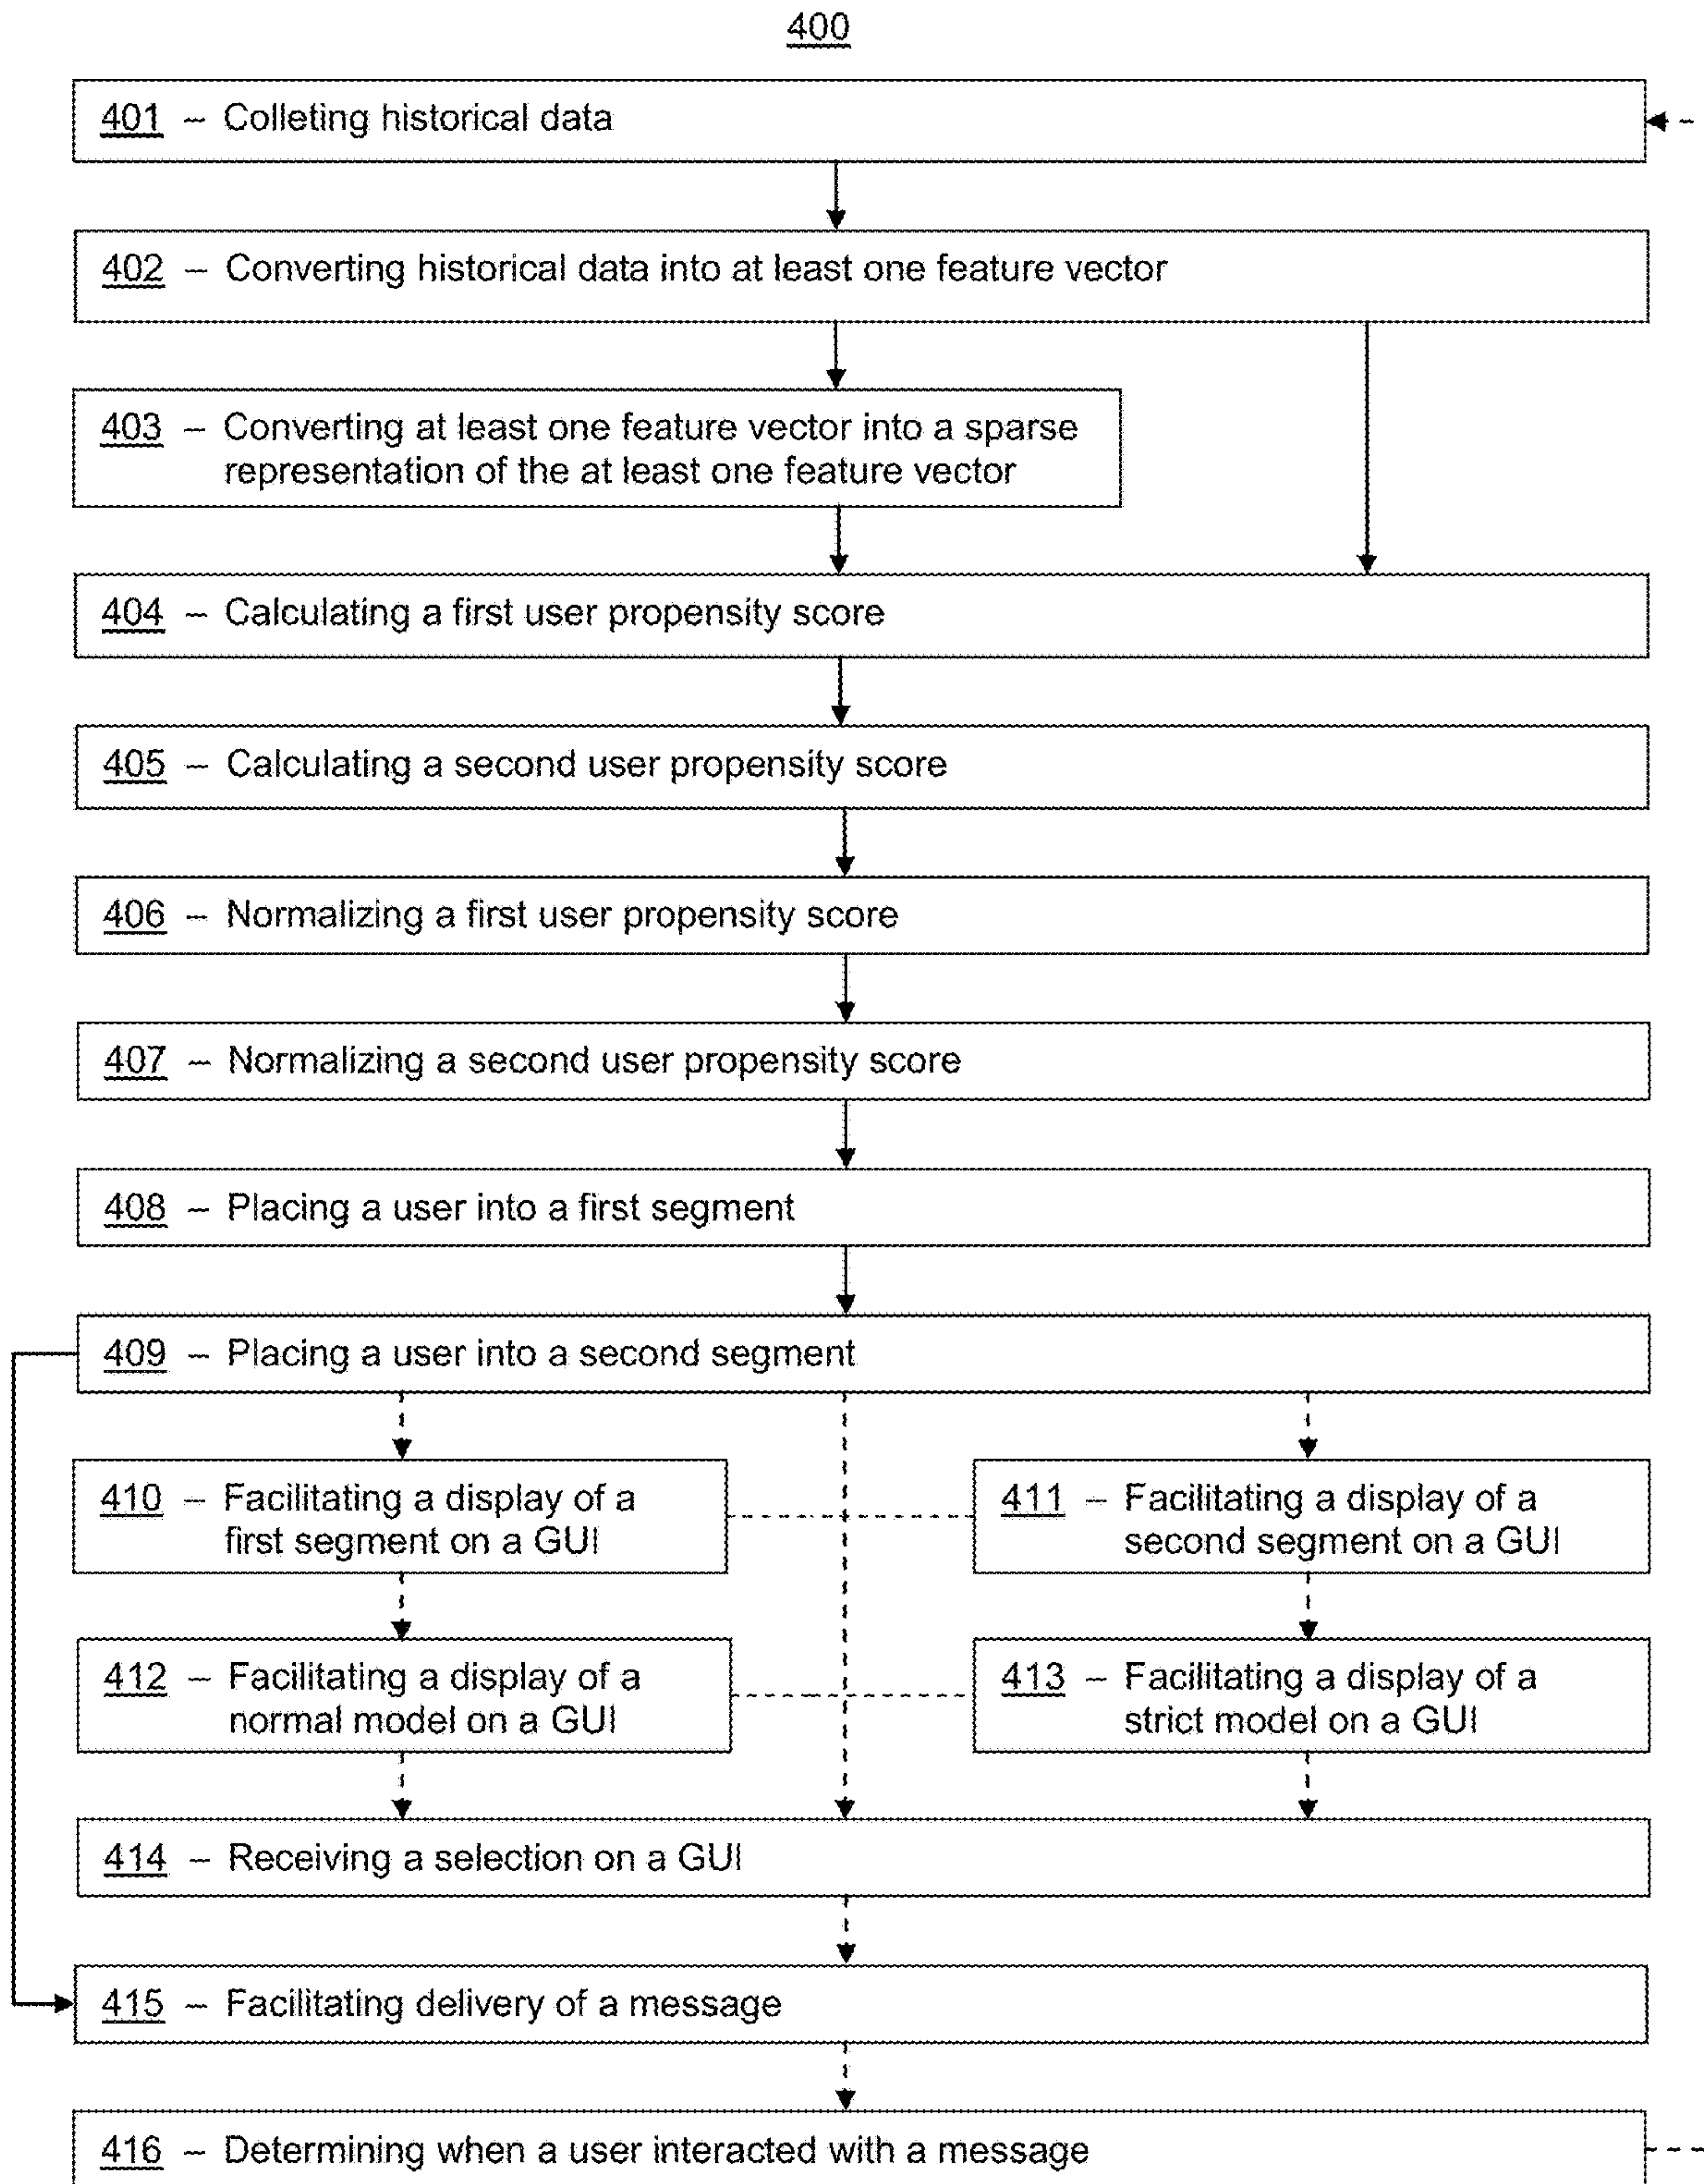 400
401 – Colleting historical data
402 – Converting historical data into at least one feature vector
403 – Converting at least one feature vector into a sparse
representation of the at least one feature vector
404 – Calculating a first user propensity score
405 – Calculating a second user propensity score
406 – Normalizing a first user propensity score
407 – Normalizing a second user propensity score
408 – Placing a user into a first segment
409 – Placing a user into a second segment
410 – Facilitating a display of a
first segment on a GUI
411 – Facilitating a display of a
second segment on a GUI
412 – Facilitating a display of a
normal model on a GUI
413 – Facilitating a display of a
strict model on a GUI
414 – Receiving a selection on a GUI
415 – Facilitating delivery of a message
416 – Determining when a user interacted with a message